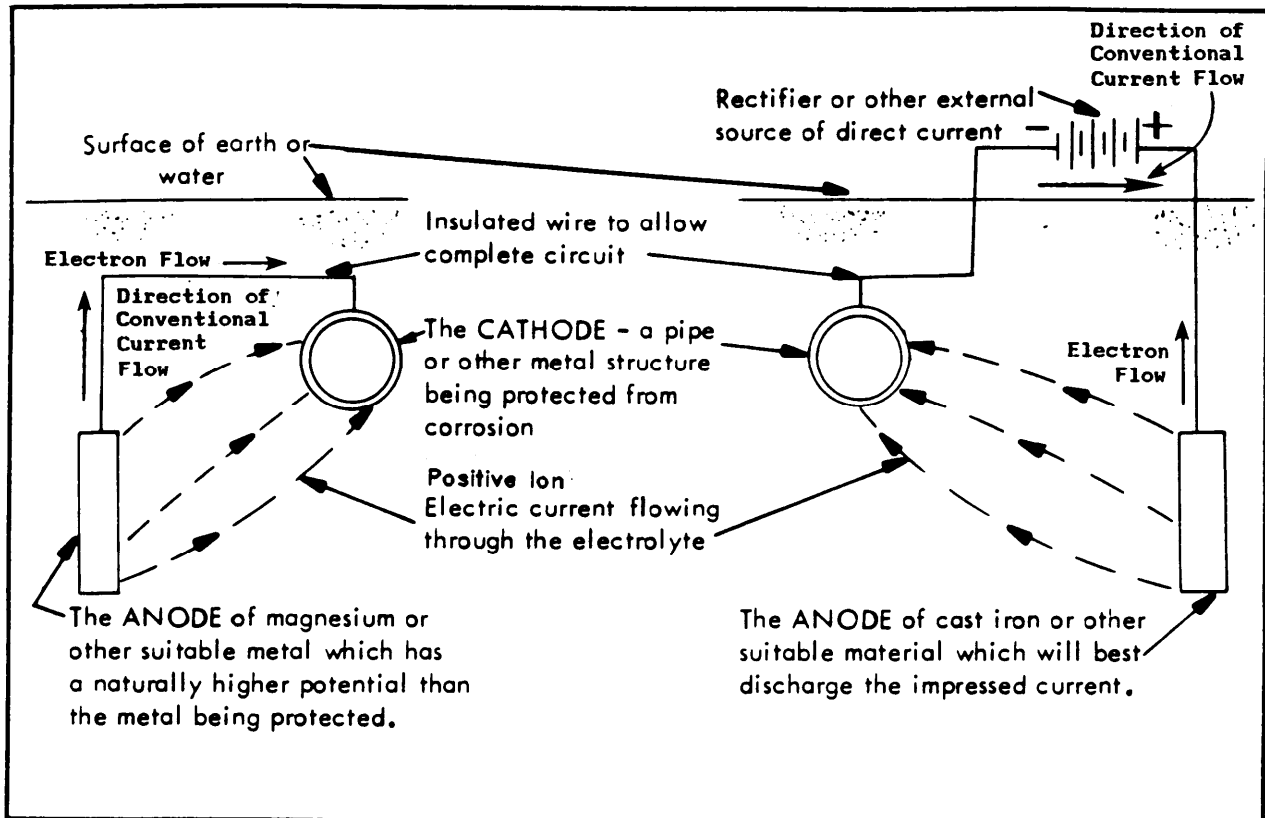 Direction of
Conventional
Current Flow
Rectifier or other external
source of direct current
− +
Surface of earth or
water
Insulated wire to allow
complete circuit
Electron Flow
Direction of
Conventional
Current
Flow
The CATHODE - a pipe
or other metal structure
being protected from
corrosion
Electron
Flow
Positive Ion
Electric current flowing
through the electrolyte
The ANODE of magnesium or
other suitable metal which has
a naturally higher potential than
the metal being protected.
The ANODE of cast iron or other
suitable material which will best
discharge the impressed current.